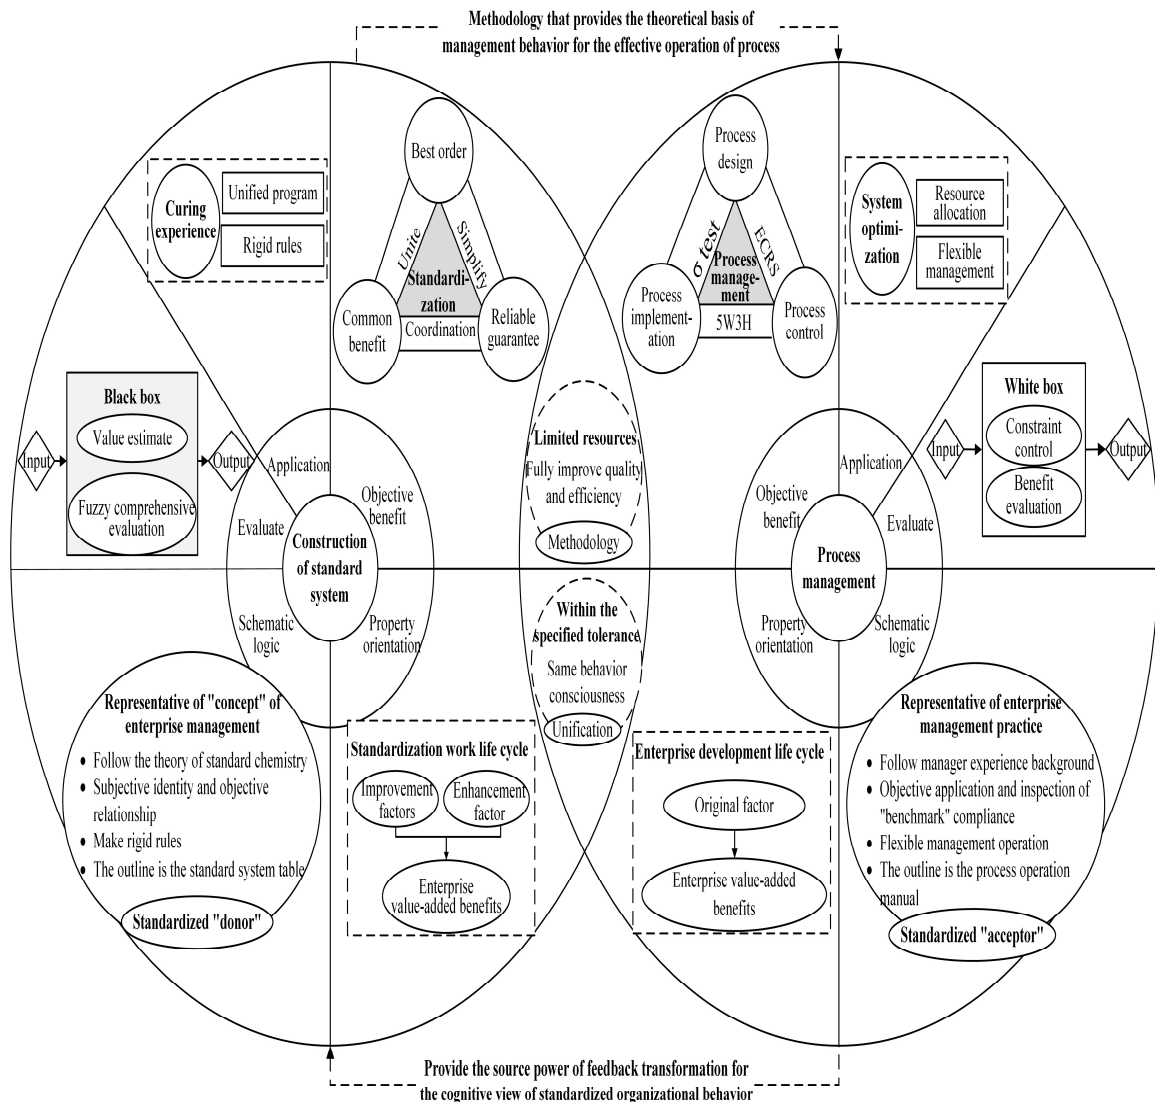 Methodology that provides the theoretical basis of
management behavior for the effective operation of process
Best order
Unite
Simplify
Standardi-
zation
Coordination
Common
benefit
Reliable
guarantee
Curing
experience
Unified program
Rigid rules
Process
design
σ test
ECRS
Process
manage-
ment
5W3H
Process
implement-
ation
Process
control
System
optimi-
zation
Resource
allocation
Flexible
management
Black box
Value estimate
Fuzzy comprehensive
evaluation
Input
Output
Application
Objective
benefit
Evaluate
Construction
of standard
system
Schematic
logic
Property
orientation
Limited resources
Fully improve quality
and efficiency
Methodology
Within the
specified tolerance
Same behavior
consciousness
Unification
Application
Objective
benefit
Evaluate
Process
management
Property
orientation
Schematic
logic
White box
Constraint
control
Benefit
evaluation
Input
Output
Representative of "concept" of
enterprise management
• Follow the theory of standard chemistry
• Subjective identity and objective
relationship
• Make rigid rules
• The outline is the standard system table
Standardized "donor"
Standardization work life cycle
Improvement
factors
Enhancement
factor
Enterprise
value-added benefits
Enterprise development life cycle
Original factor
Enterprise value-added
benefits
Representative of enterprise
management practice
• Follow manager experience background
• Objective application and inspection of
"benchmark" compliance
• Flexible management operation
• The outline is the process operation
manual
Standardized "acceptor"
Provide the source power of feedback transformation for
the cognitive view of standardized organizational behavior